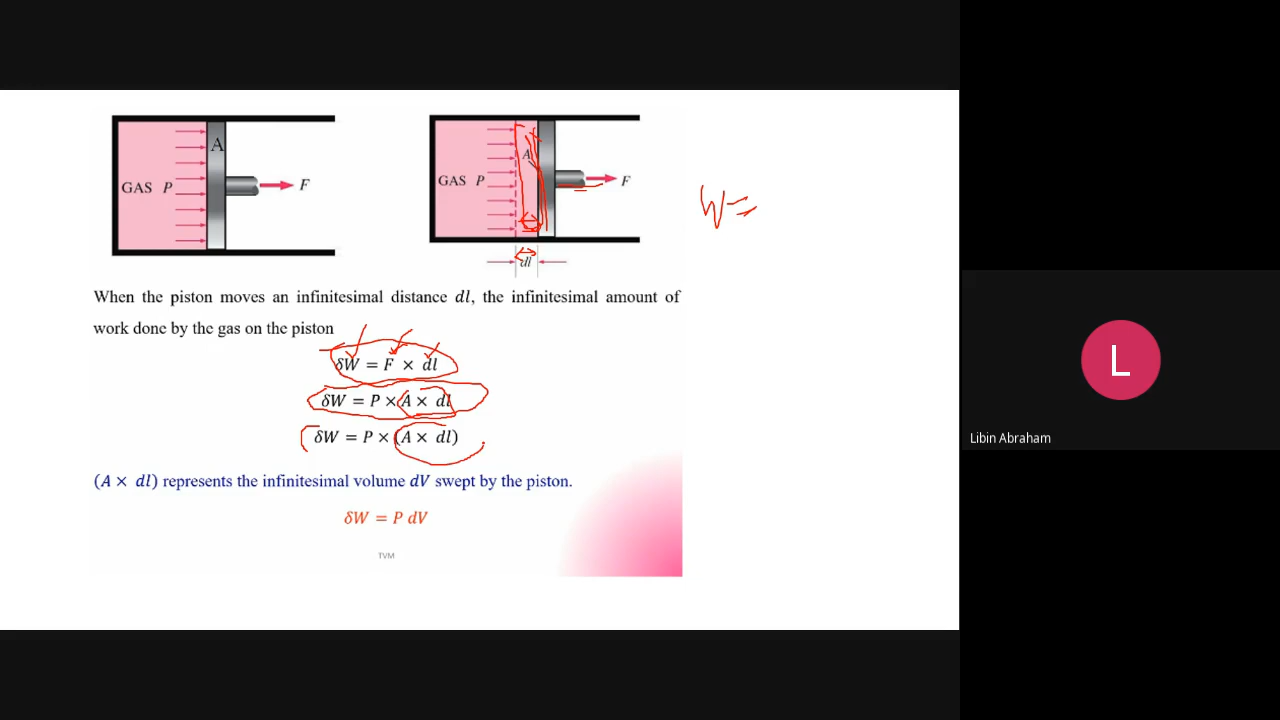 A
GAS P
F
A
GAS P
F
W=
dl
When the piston moves an infinitesimal distance dl, the infinitesimal amount of
work done by the gas on the piston
δW = F × dl
δW = P × A × dl
δW = P × (A × dl)
(A × dl) represents the infinitesimal volume dV swept by the piston.
δW = P dV
TVM
L
Libin Abraham